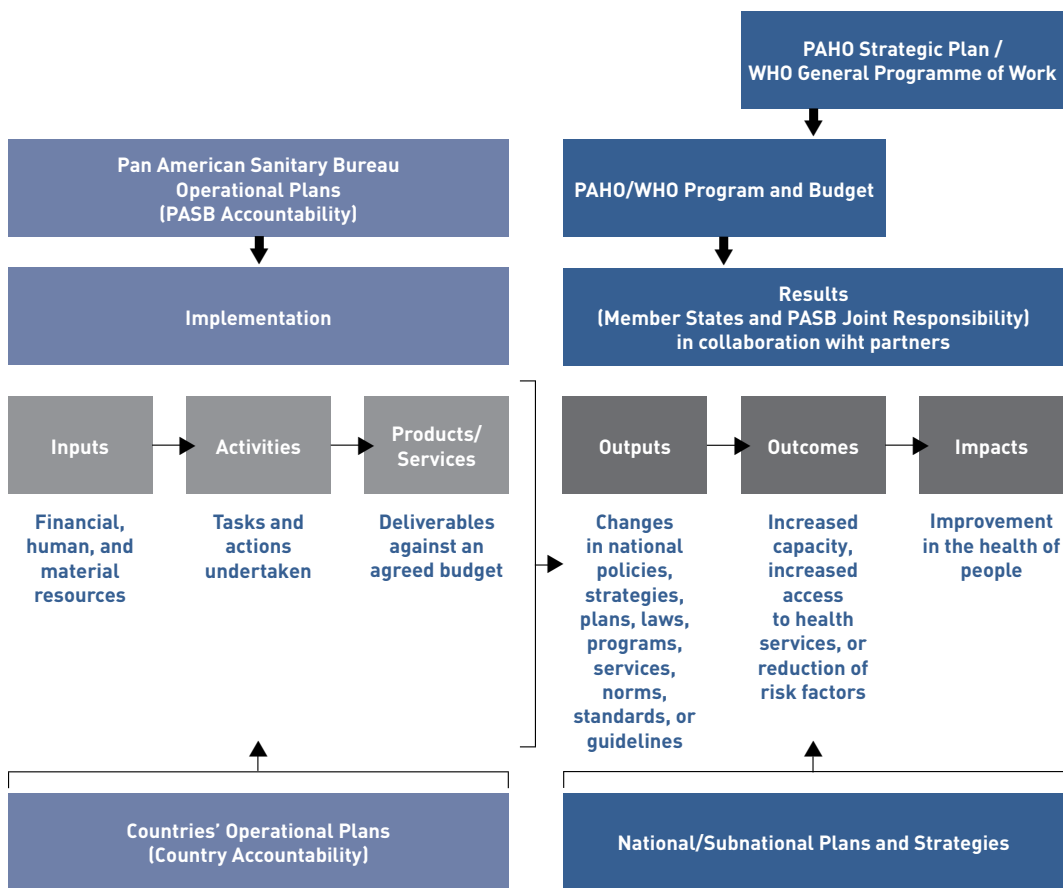 PAHO Strategic Plan /
WHO General Programme of Work
Pan American Sanitary Bureau
Operational Plans
(PASB Accountability)
PAHO/WHO Program and Budget
Implementation
Results
(Member States and PASB Joint Responsibility)
in collaboration wiht partners
Inputs
Activities
Products/
Services
Outputs
Outcomes
Impacts
Financial,
human, and
material
resources
Tasks and
actions
undertaken
Deliverables
against an
agreed budget
Changes
in national
policies,
strategies,
plans, laws,
programs,
services,
norms,
standards, or
guidelines
Increased
capacity,
increased
access
to health
services, or
reduction of
risk factors
Improvement
in the health of
people
Countries’ Operational Plans
(Country Accountability)
National/Subnational Plans and Strategies